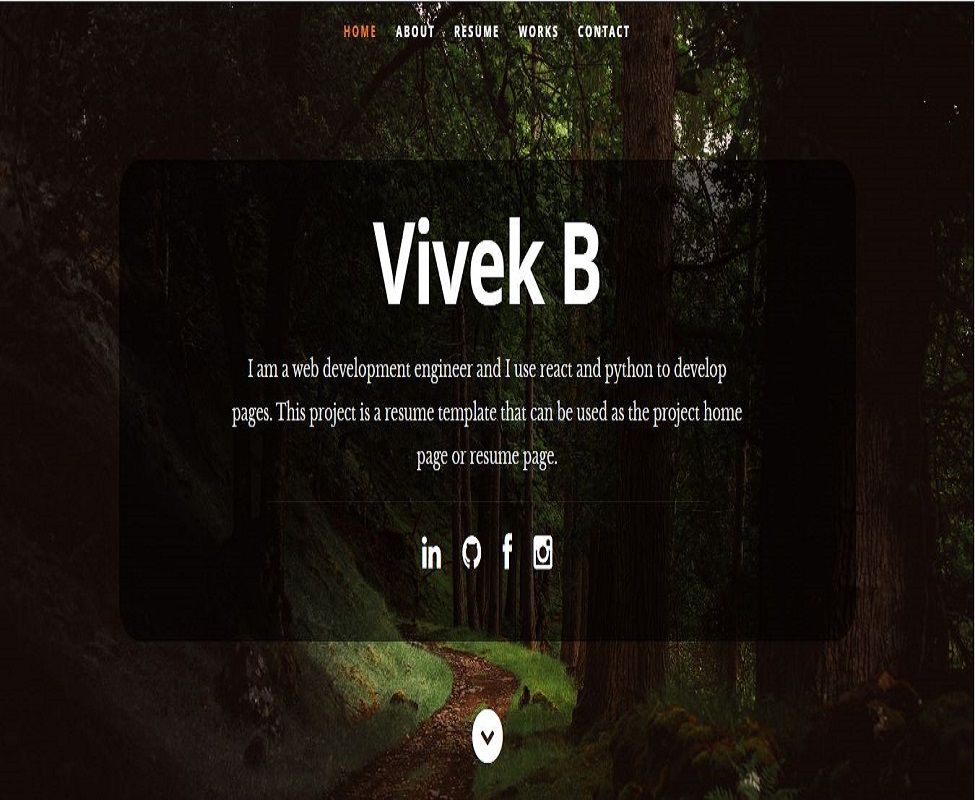 HOME ABOUT RESUME WORKS CONTACT
Vivek B
I am a web development engineer and I use react and python to develop
pages. This project is a resume template that can be used as the project home
page or resume page.
in